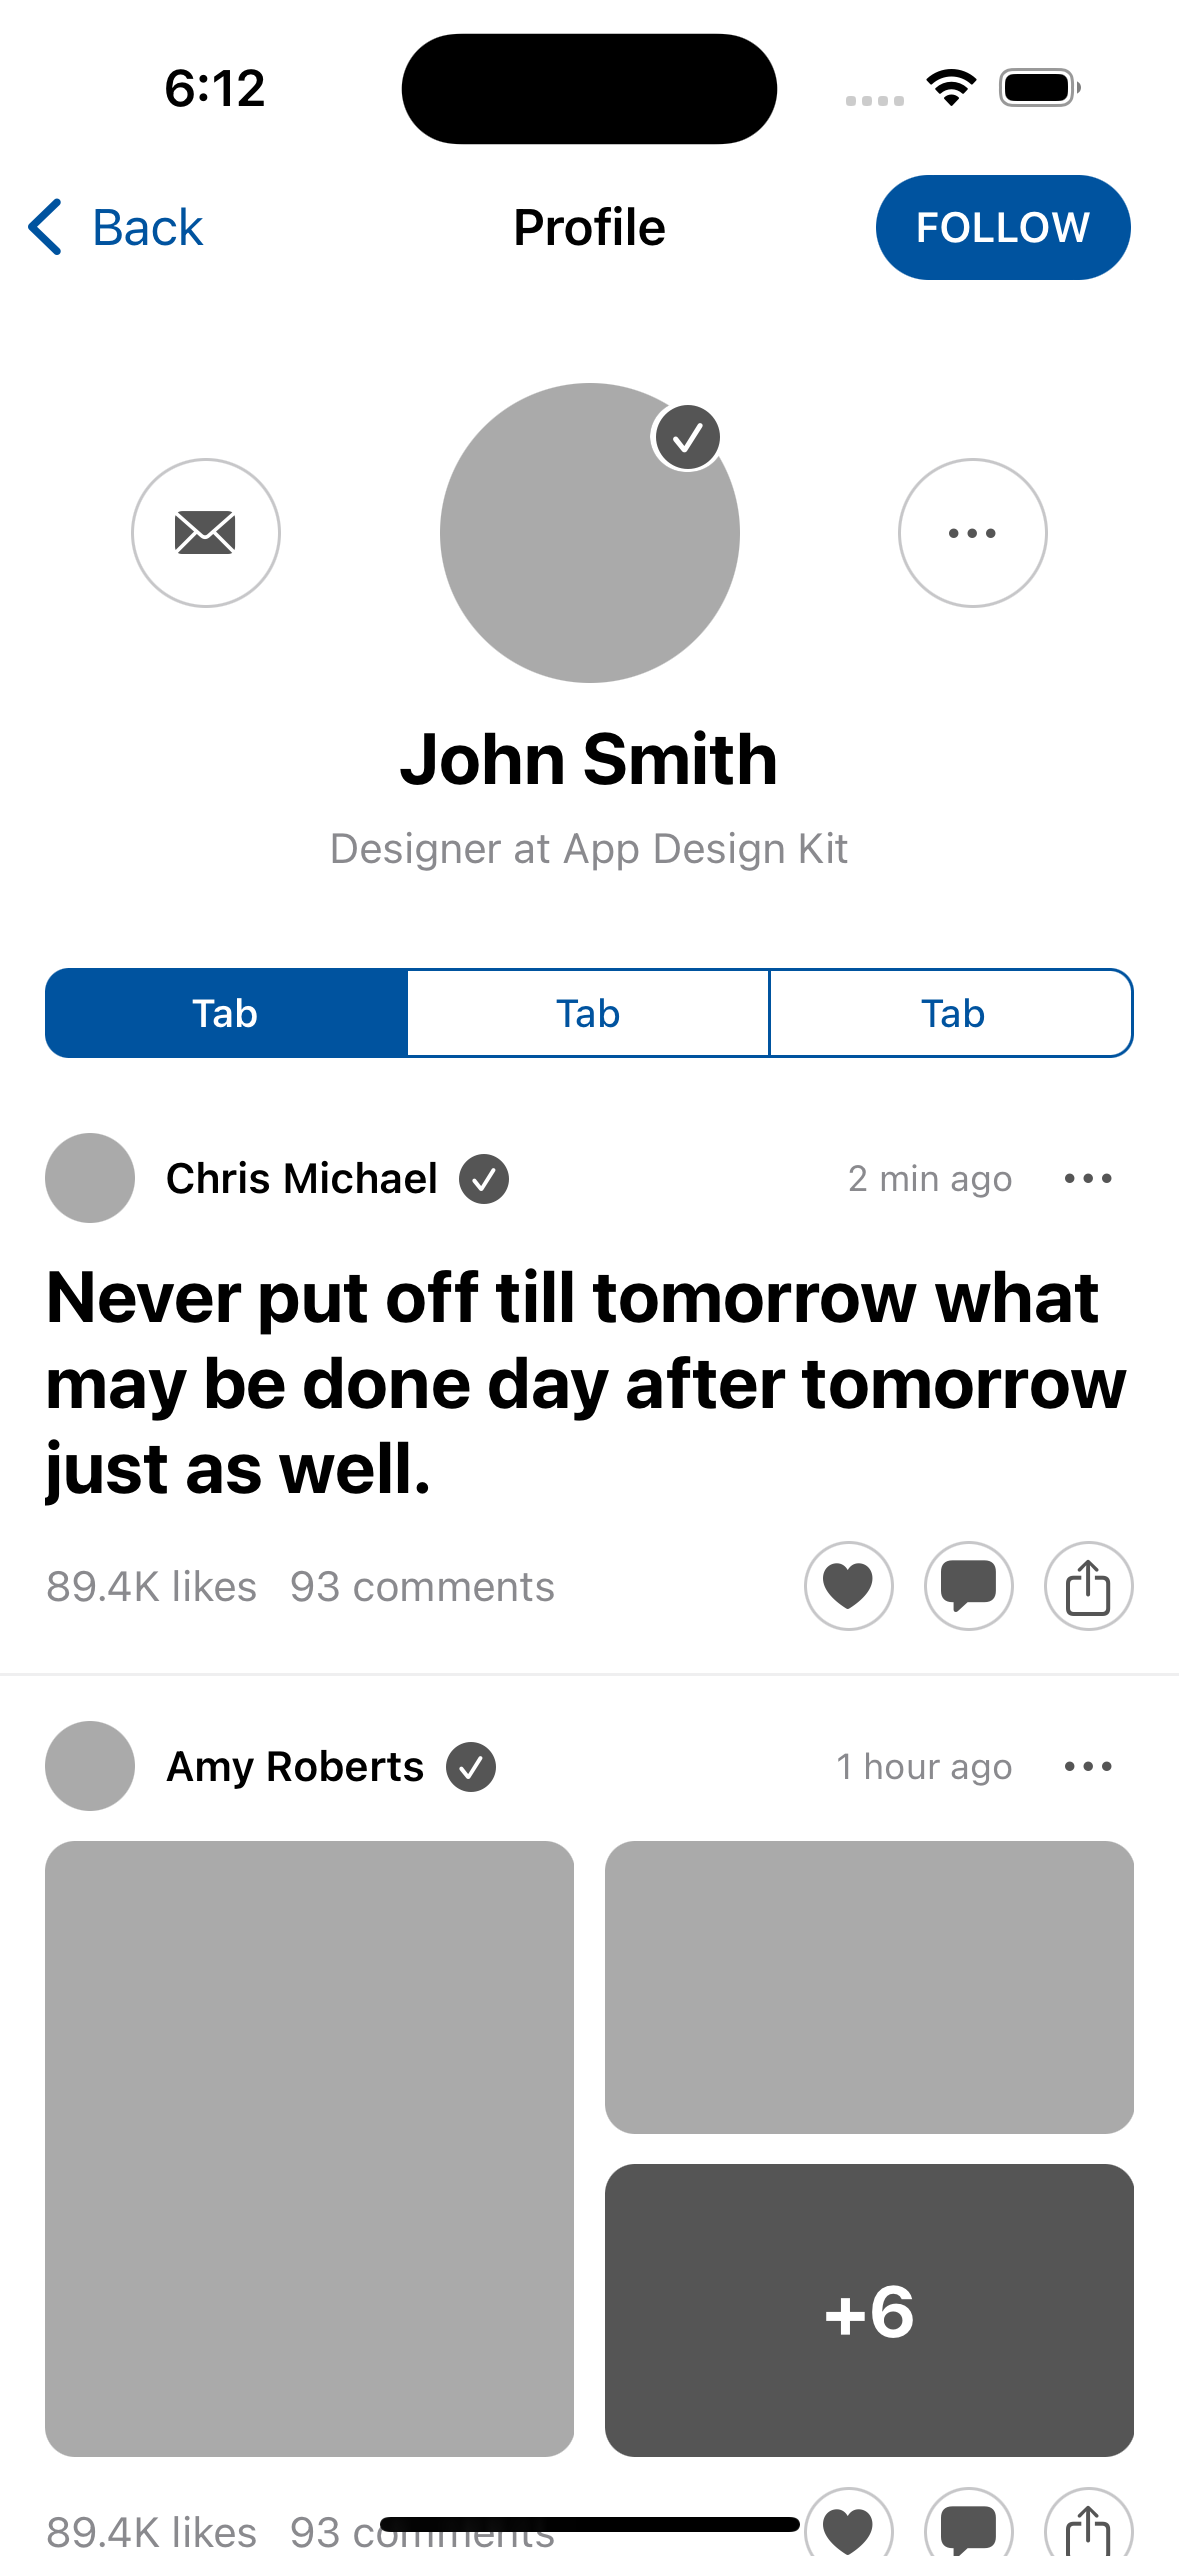 6:12
Back
Profile
FOLLOW
John Smith
Designer at App Design Kit
Tab
Tab
Tab
Chris Michael
2 min ago
Never put off till tomorrow what
may be done day after tomorrow
just as well.
89.4K likes 93 comments
Amy Roberts
1 hour ago
+6
89.4K likes 93 comments